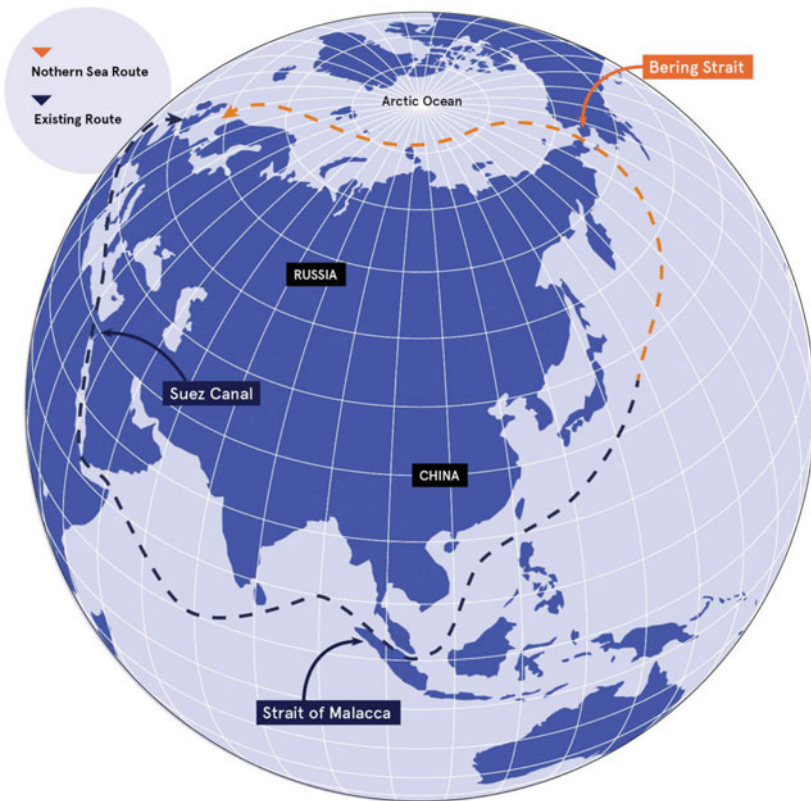 Nothern Sea Route
Existing Route
Arctic Ocean
Bering Strait
RUSSIA
Suez Canal
CHINA
Strait of Malacca